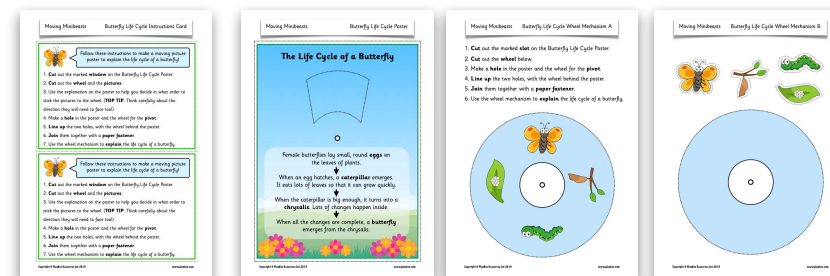 Moving Minibeasts Butterfly Life Cycle Instructions Card
Follow these instructions to make a moving picture
poster to explain the life cycle of a butterfly!
1. Cut out the marked window on the Butterfly Life Cycle Poster.
2. Cut out the wheel and the pictures.
3. Use the explanation on the poster to help you decide in what order to
stick the pictures to the wheel. (TOP TIP: Think carefully about the
direction they will need to face too!)
4. Make a hole in the poster and the wheel for the pivot.
5. Line up the two holes, with the wheel behind the poster.
6. Join them together with a paper fastener.
7. Use the wheel mechanism to explain the life cycle of a butterfly.
Follow these instructions to make a moving picture
poster to explain the life cycle of a butterfly!
1. Cut out the marked window on the Butterfly Life Cycle Poster.
2. Cut out the wheel and the pictures.
3. Use the explanation on the poster to help you decide in what order to
stick the pictures to the wheel. (TOP TIP: Think carefully about the
direction they will need to face too!)
4. Make a hole in the poster and the wheel for the pivot.
5. Line up the two holes, with the wheel behind the poster.
6. Join them together with a paper fastener.
7. Use the wheel mechanism to explain the life cycle of a butterfly.
Moving Minibeasts Butterfly Life Cycle Poster
The Life Cycle of a Butterfly
Female butterflies lay small, round eggs on
the leaves of plants.
When an egg hatches, a caterpillar emerges.
It eats lots of leaves so that it can grow quickly.
When the caterpillar is big enough, it turns into a
chrysalis. Lots of changes happen inside.
When all the changes are complete, a butterfly
emerges from the chrysalis.
Moving Minibeasts Butterfly Life Cycle Wheel Mechanism A
1. Cut out the marked slot on the Butterfly Life Cycle Poster.
2. Cut out the wheel below.
3. Make a hole in the poster and the wheel for the pivot.
4. Line up the two holes, with the wheel behind the poster.
5. Join them together with a paper fastener.
6. Use the wheel mechanism to explain the life cycle of a butterfly.
Moving Minibeasts Butterfly Life Cycle Wheel Mechanism B